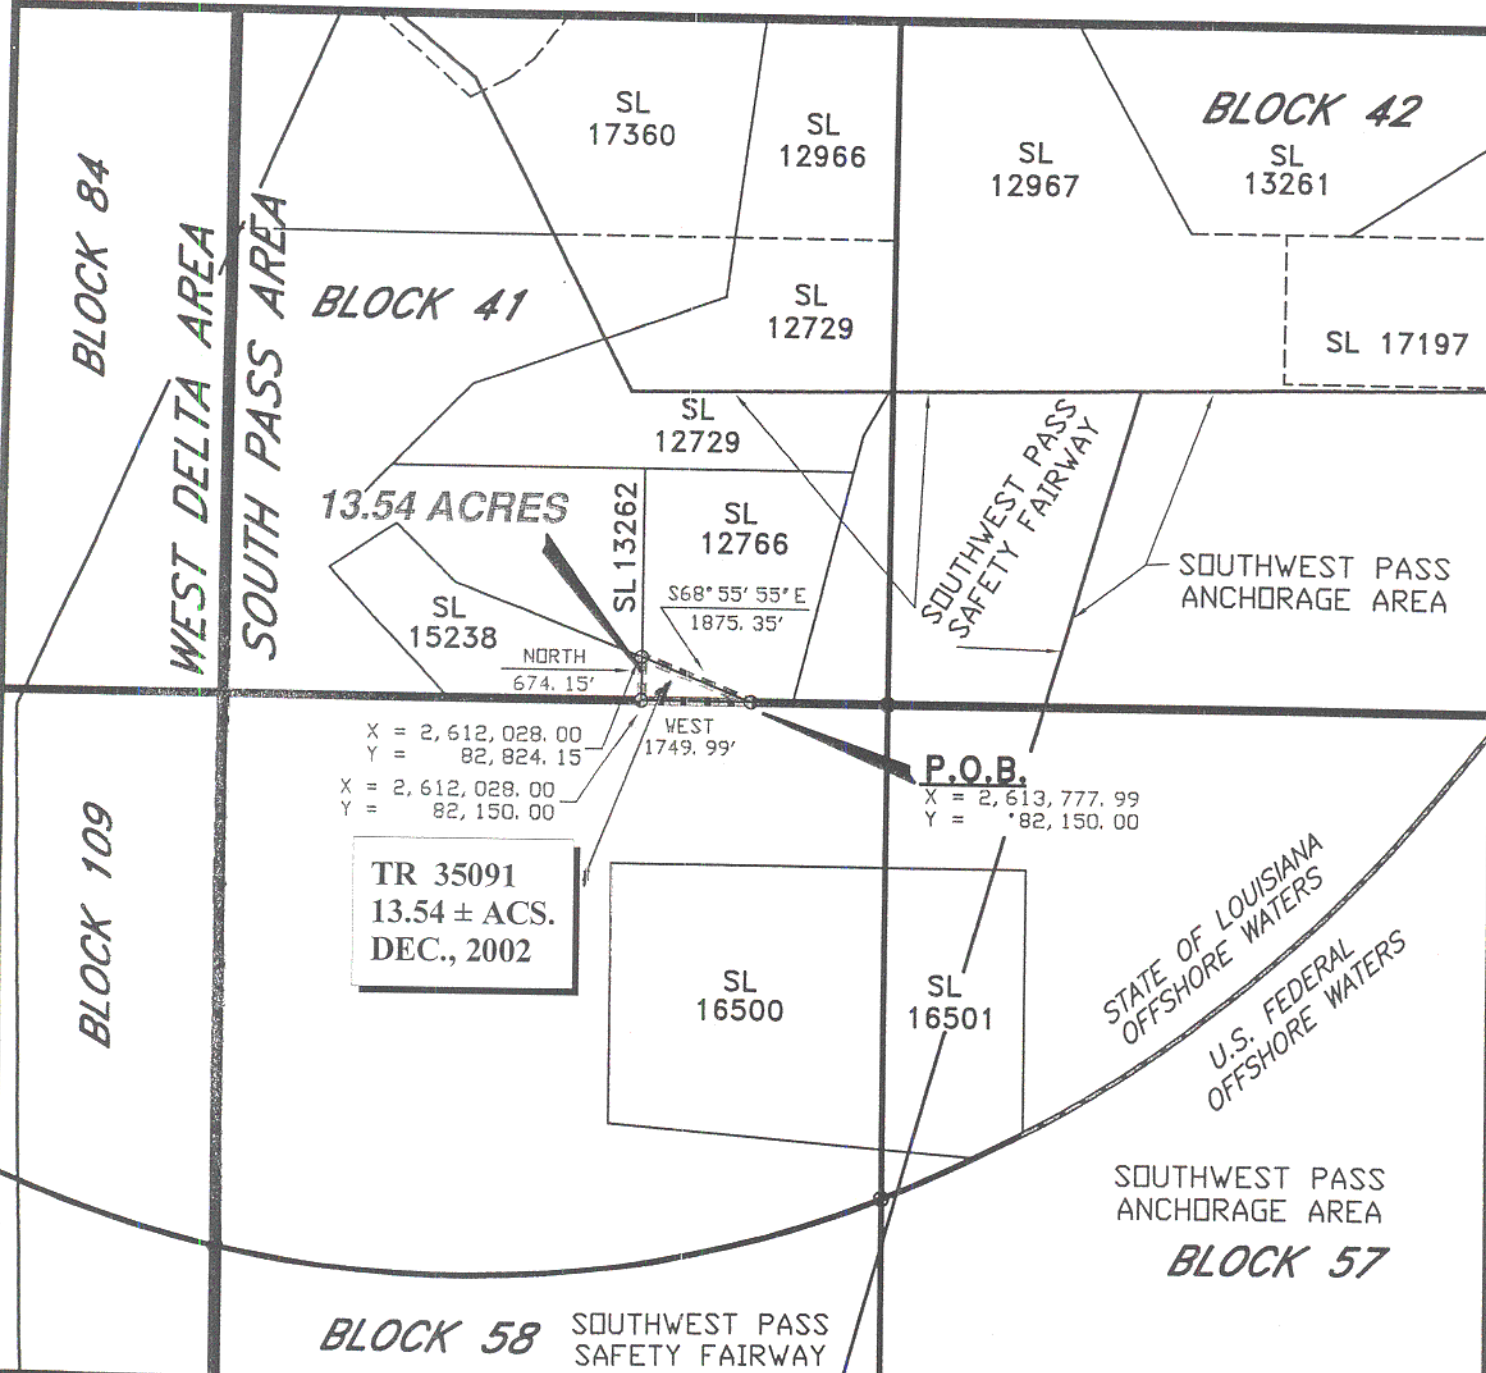 BLOCK 84
WEST DELTA AREA
SOUTH PASS AREA
SL
17360
SL
12966
SL
12967
BLOCK 42
SL
13261
BLOCK 41
SL
12729
SL 17197
SL
12729
13.54 ACRES
SL 13262
SL
12766
SOUTHWEST PASS
SAFETY FAIRWAY
SOUTHWEST PASS
ANCHORAGE AREA
S68° 55' 55" E
1875. 35'
SL
15238
NORTH
674. 15'
WEST
1749. 99'
X = 2, 612, 028. 00
Y = 82, 824. 15
X = 2, 612, 028. 00
Y = 82, 150. 00
P.O.B.
X = 2, 613, 777. 99
Y = 82, 150. 00
BLOCK 109
TR 35091
13.54 ± ACS.
DEC., 2002
SL
16500
SL
16501
STATE OF LOUISIANA
OFFSHORE WATERS
U.S. FEDERAL
OFFSHORE WATERS
SOUTHWEST PASS
ANCHORAGE AREA
BLOCK 57
BLOCK 58
SOUTHWEST PASS
SAFETY FAIRWAY